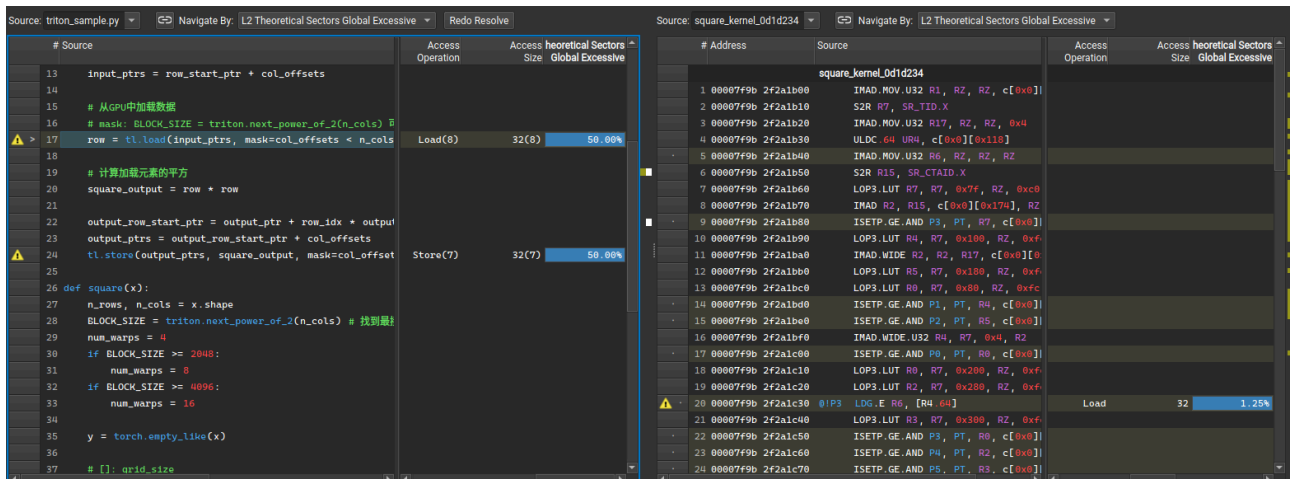 Source: triton_sample.py Navigate By: L2 Theoretical Sectors Global Excessive Redo Resolve
# Source Access Operation Access Size heoretical Sectors Global Excessive
13 input_ptrs = row_start_ptr + col_offsets
14
15 # 从GPU中加载数据
16 # mask: BLOCK_SIZE = triton.next_power_of_2(n_cols)
17 row = tl.load(input_ptrs, mask=col_offsets < n_cols Load(8) 32(8) 50.00%
18
19 # 计算加载元素的平方
20 square_output = row * row
21
22 output_row_start_ptr = output_ptr + row_idx * output
23 output_ptrs = output_row_start_ptr + col_offsets
24 tl.store(output_ptrs, square_output, mask=col_offset Store(7) 32(7) 50.00%
25
26 def square(x):
27 n_rows, n_cols = x.shape
28 BLOCK_SIZE = triton.next_power_of_2(n_cols) # 找到最
29 num_warps = 4
30 if BLOCK_SIZE >= 2048:
31 num_warps = 8
32 if BLOCK_SIZE >= 4096:
33 num_warps = 16
34
35 y = torch.empty_like(x)
36
37 # []: grid_size
Source: square_kernel_0d1d234 Navigate By: L2 Theoretical Sectors Global Excessive
# Address Source Access Operation Access Size heoretical Sectors Global Excessive
square_kernel_0d1d234
1 00007f9b 2f2a1b00 IMAD.MOV.U32 R1, RZ, RZ, c[0x0][
2 00007f9b 2f2a1b10 S2R R7, SR_TID.X
3 00007f9b 2f2a1b20 IMAD.MOV.U32 R17, RZ, RZ, 0x4
4 00007f9b 2f2a1b30 ULDC.64 UR4, c[0x0][0x118]
5 00007f9b 2f2a1b40 IMAD.MOV.U32 R6, RZ, RZ, RZ
6 00007f9b 2f2a1b50 S2R R15, SR_CTAID.X
7 00007f9b 2f2a1b60 LOP3.LUT R7, R7, 0x7f, RZ, 0xc0
8 00007f9b 2f2a1b70 IMAD R2, R15, c[0x0][0x174], RZ
9 00007f9b 2f2a1b80 ISETP.GE.AND P3, PT, R7, c[0x0][
10 00007f9b 2f2a1b90 LOP3.LUT R4, R7, 0x100, RZ, 0xf
11 00007f9b 2f2a1ba0 IMAD.WIDE R2, R2, R17, c[0x0][0
12 00007f9b 2f2a1bb0 LOP3.LUT R5, R7, 0x180, RZ, 0xf
13 00007f9b 2f2a1bc0 LOP3.LUT R0, R7, 0x80, RZ, 0xfc
14 00007f9b 2f2a1bd0 ISETP.GE.AND P1, PT, R4, c[0x0][
15 00007f9b 2f2a1be0 ISETP.GE.AND P2, PT, R5, c[0x0][
16 00007f9b 2f2a1bf0 IMAD.WIDE.U32 R4, R7, 0x4, R2
17 00007f9b 2f2a1c00 ISETP.GE.AND P0, PT, R0, c[0x0][
18 00007f9b 2f2a1c10 LOP3.LUT R0, R7, 0x200, RZ, 0xf
19 00007f9b 2f2a1c20 LOP3.LUT R2, R7, 0x280, RZ, 0xf
20 00007f9b 2f2a1c30 @!P3 LDG.E R6, [R4.64] Load 32 1.25%
21 00007f9b 2f2a1c40 LOP3.LUT R3, R7, 0x300, RZ, 0xf
22 00007f9b 2f2a1c50 ISETP.GE.AND P3, PT, R0, c[0x0][
23 00007f9b 2f2a1c60 ISETP.GE.AND P4, PT, R2, c[0x0][
24 00007f9b 2f2a1c70 ISETP.GE.AND P5, PT, R3, c[0x0][